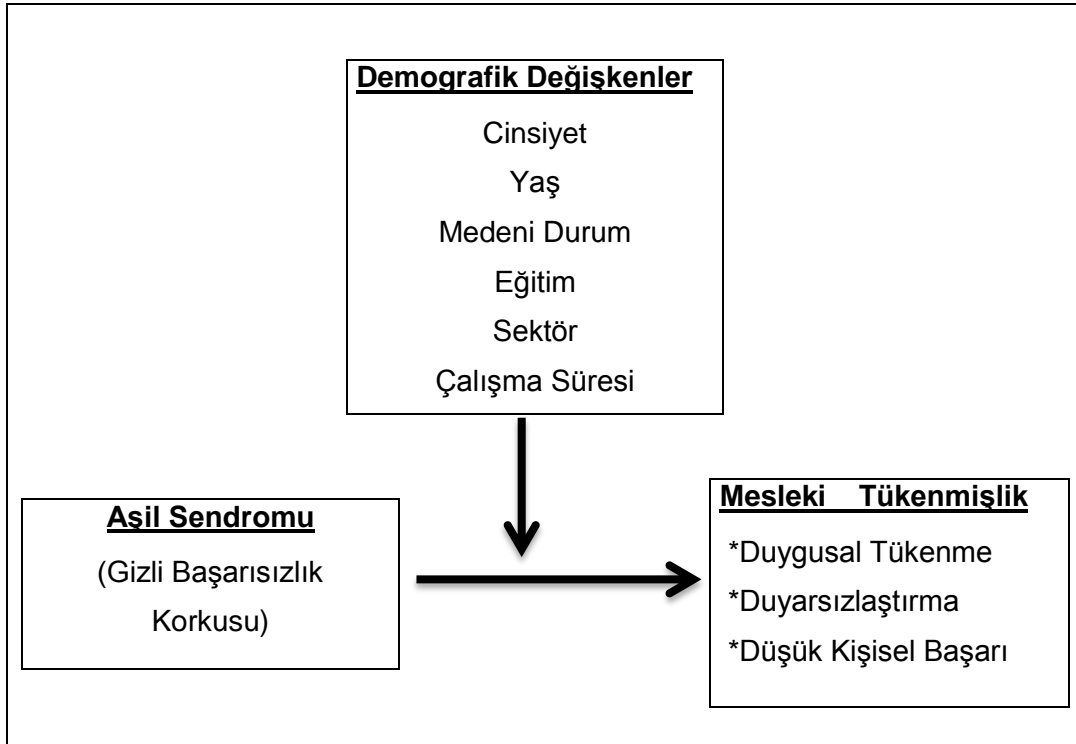 Demografik Değişkenler
Cinsiyet
Yaş
Medeni Durum
Eğitim
Sektör
Çalışma Süresi
Aşil Sendromu
(Gizli Başarısızlık
Korkusu)
Mesleki Tükenmişlik
*Duygusal Tükenme
*Duyarsızlaştırma
*Düşük Kişisel Başarı